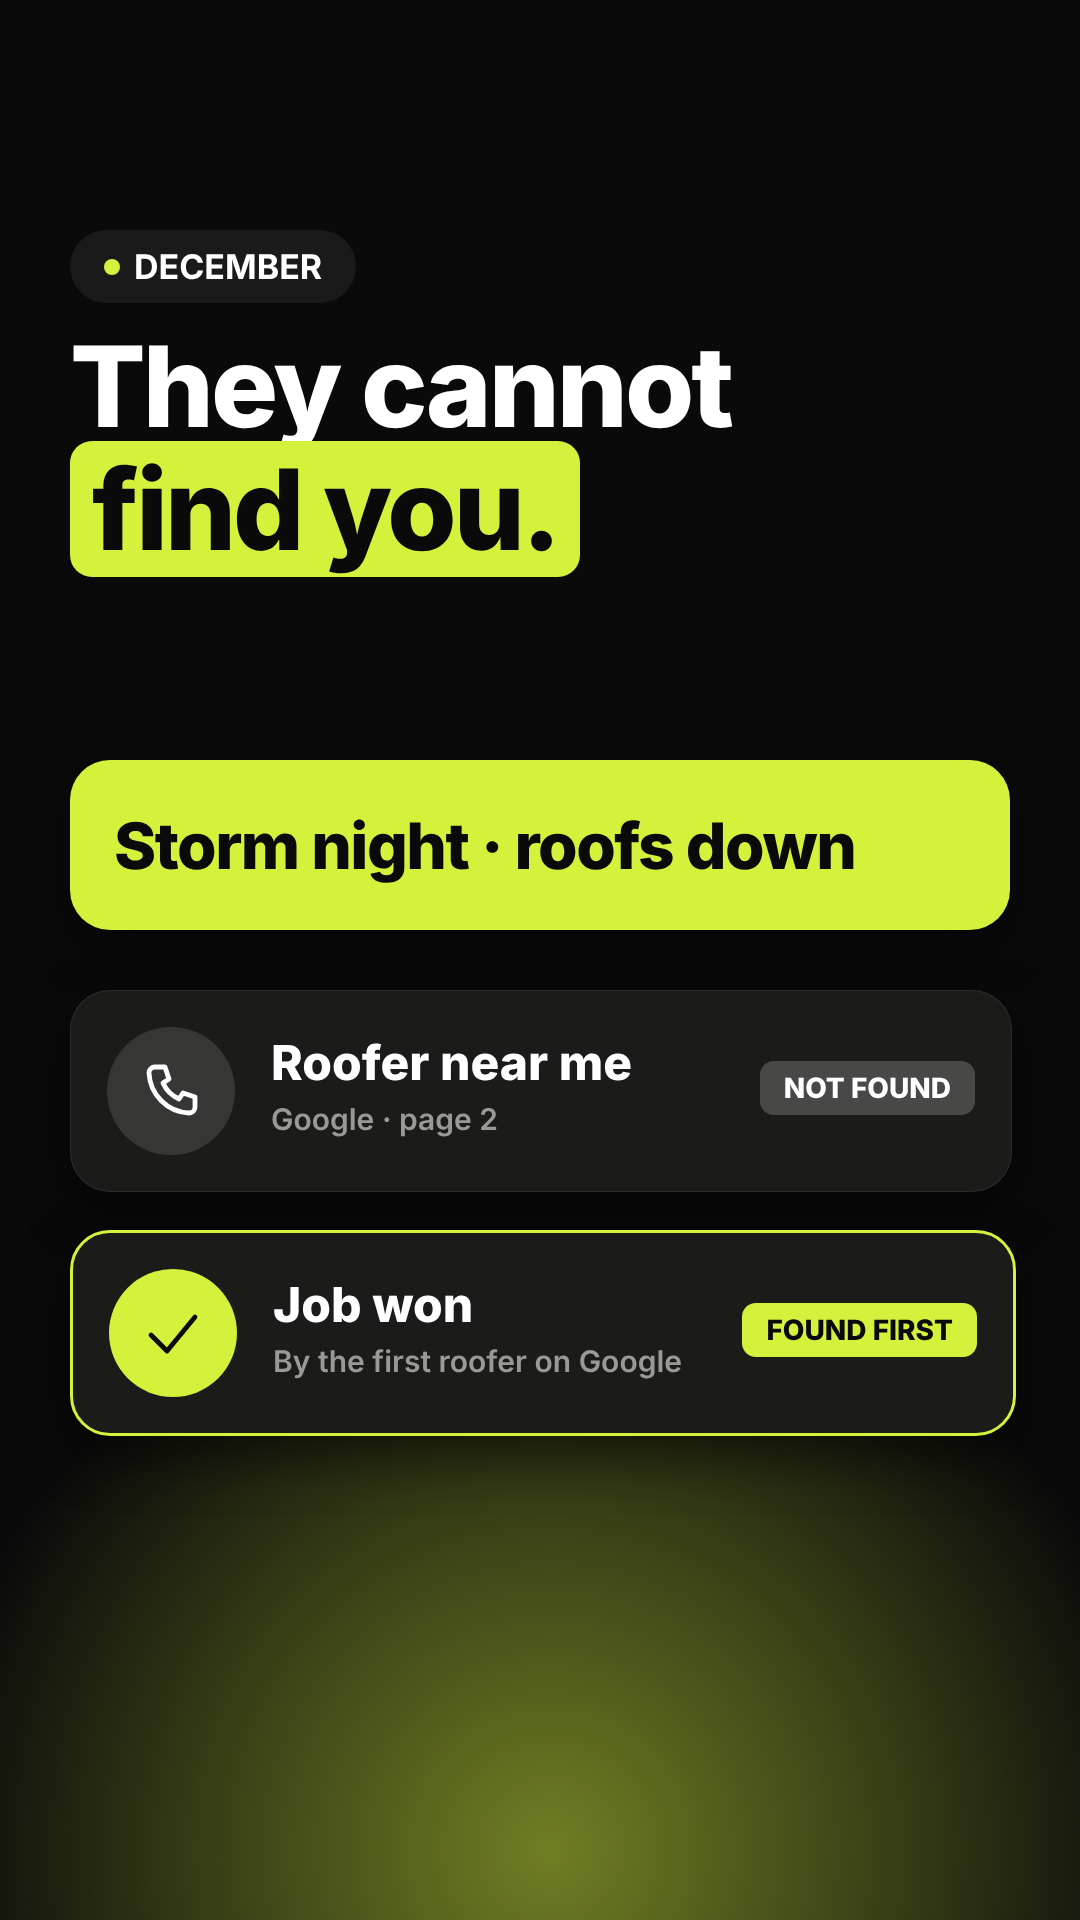 DECEMBER
They cannot
find you.
Storm night · roofs down
Roofer near me
Google · page 2
NOT FOUND
Job won
By the first roofer on Google
FOUND FIRST